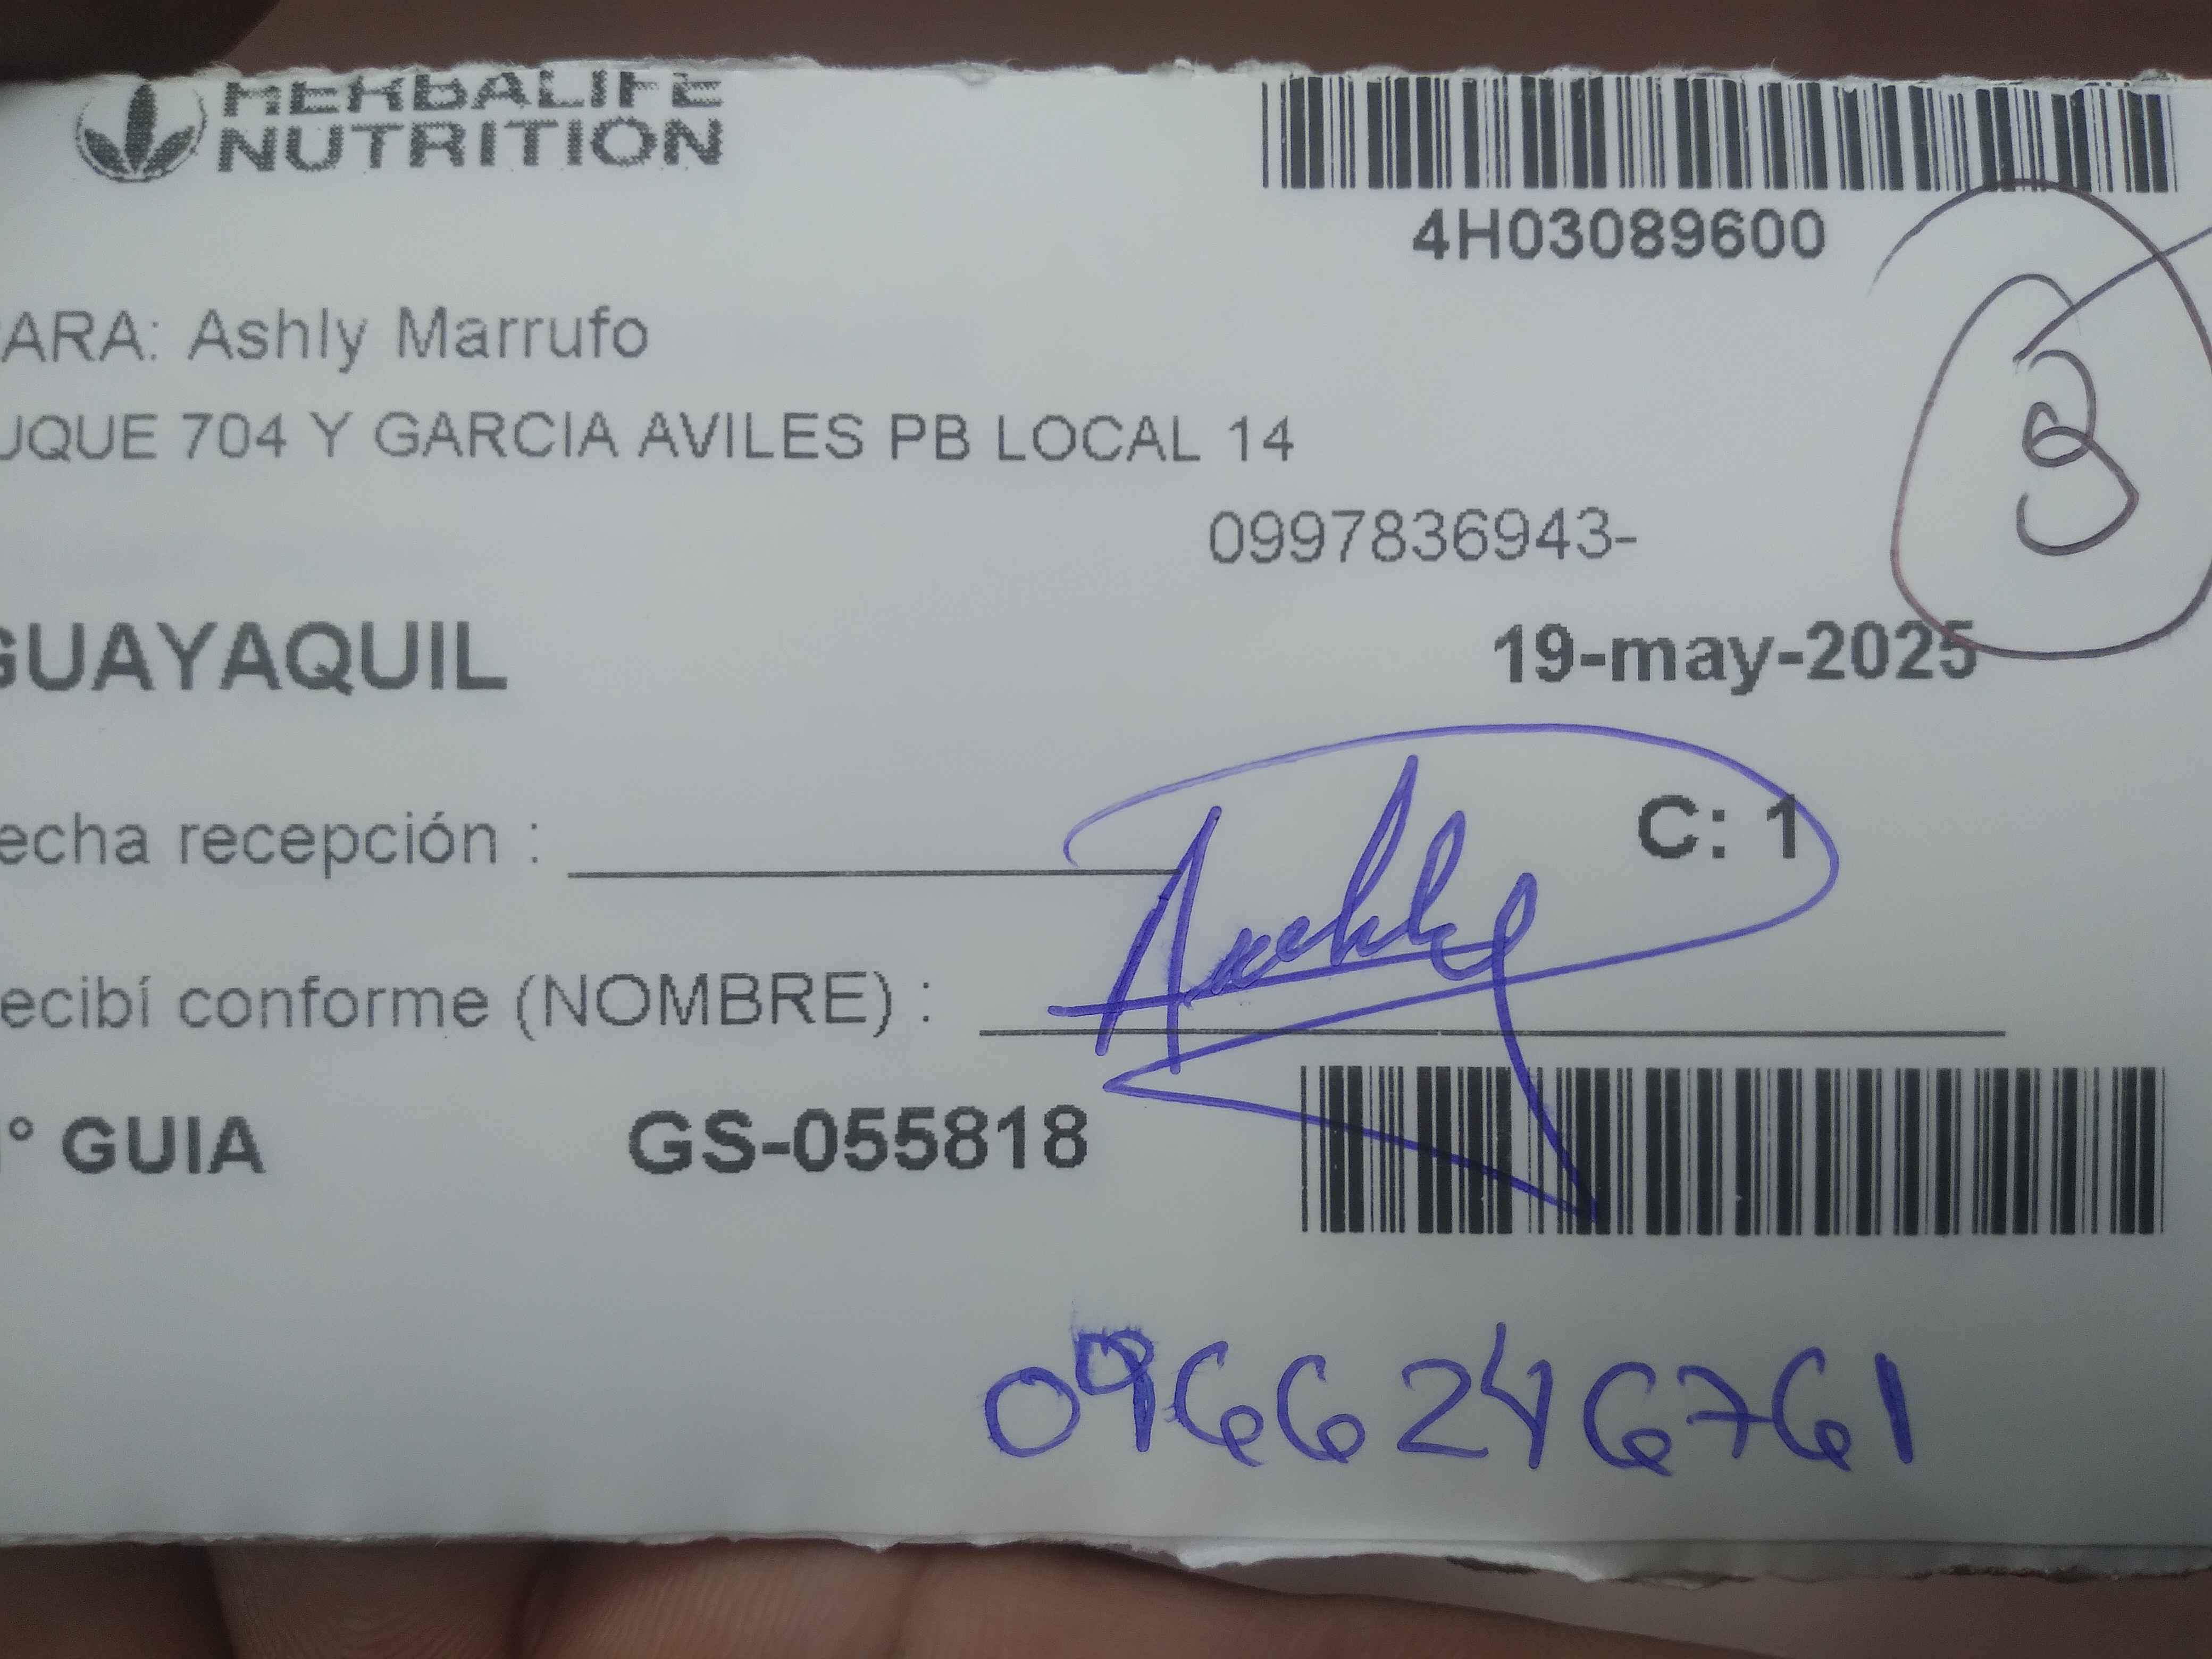 HERBALIFE
NUTRITION
4H03089600
ARA: Ashly Marrufo
UQUE 704 Y GARCIA AVILES PB LOCAL 14
0997836943-
GUAYAQUIL
19-may-2025
echa recepción :
C: 1
ecibí conforme (NOMBRE) :
° GUIA GS-055818
0966246761